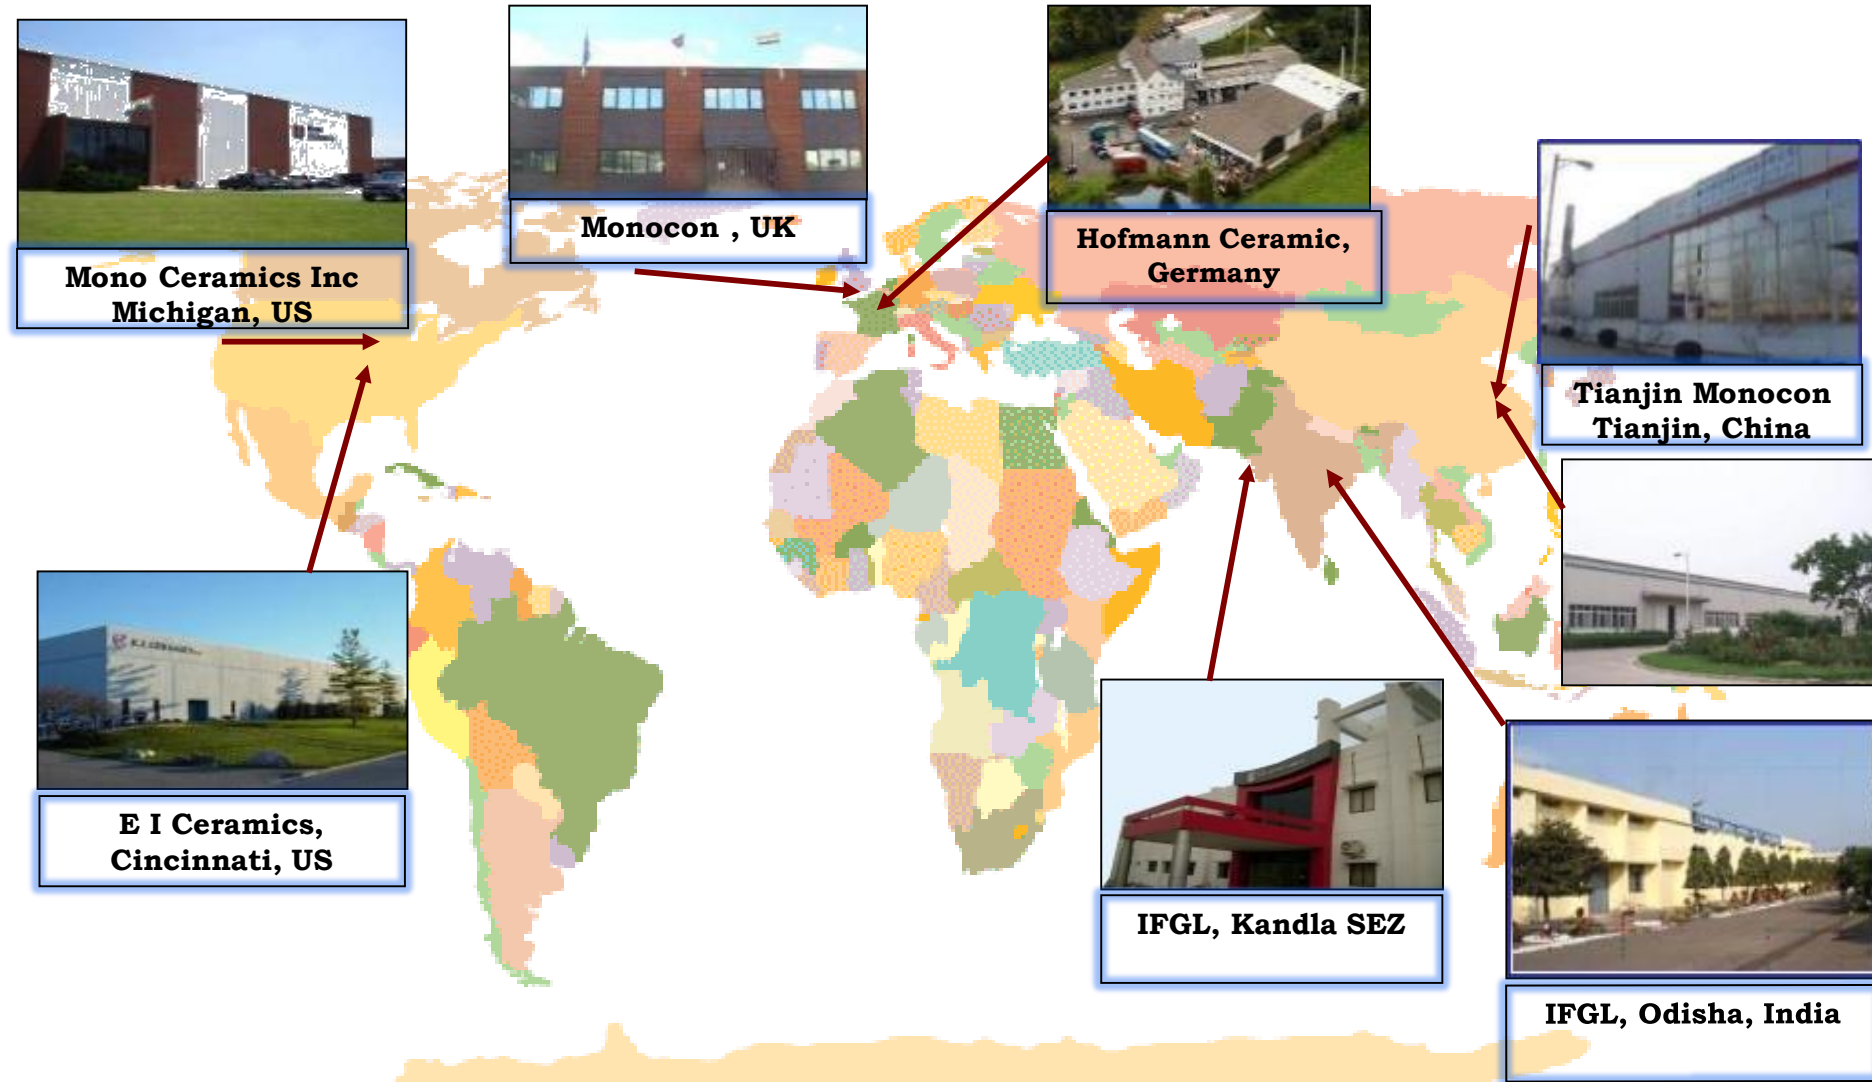 Mono Ceramics Inc
Michigan, US
Monocon , UK
Hofmann Ceramic,
Germany
Tianjin Monocon
Tianjin, China
E I Ceramics,
Cincinnati, US
IFGL, Kandla SEZ
IFGL, Odisha, India